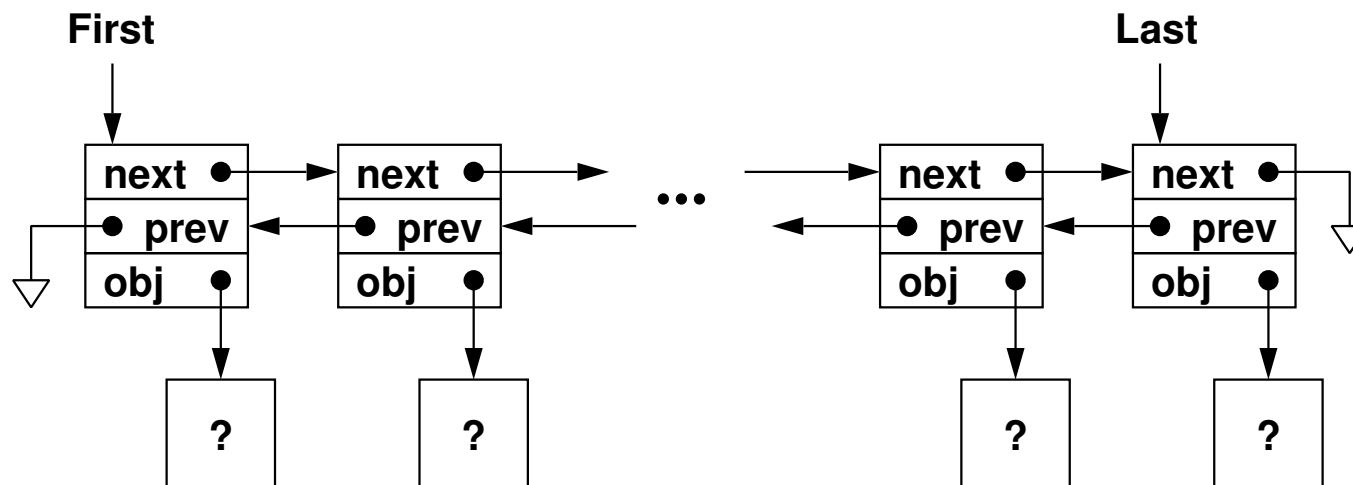 First Last
next next ••• next next
prev prev prev prev
obj obj obj obj
? ? ? ?